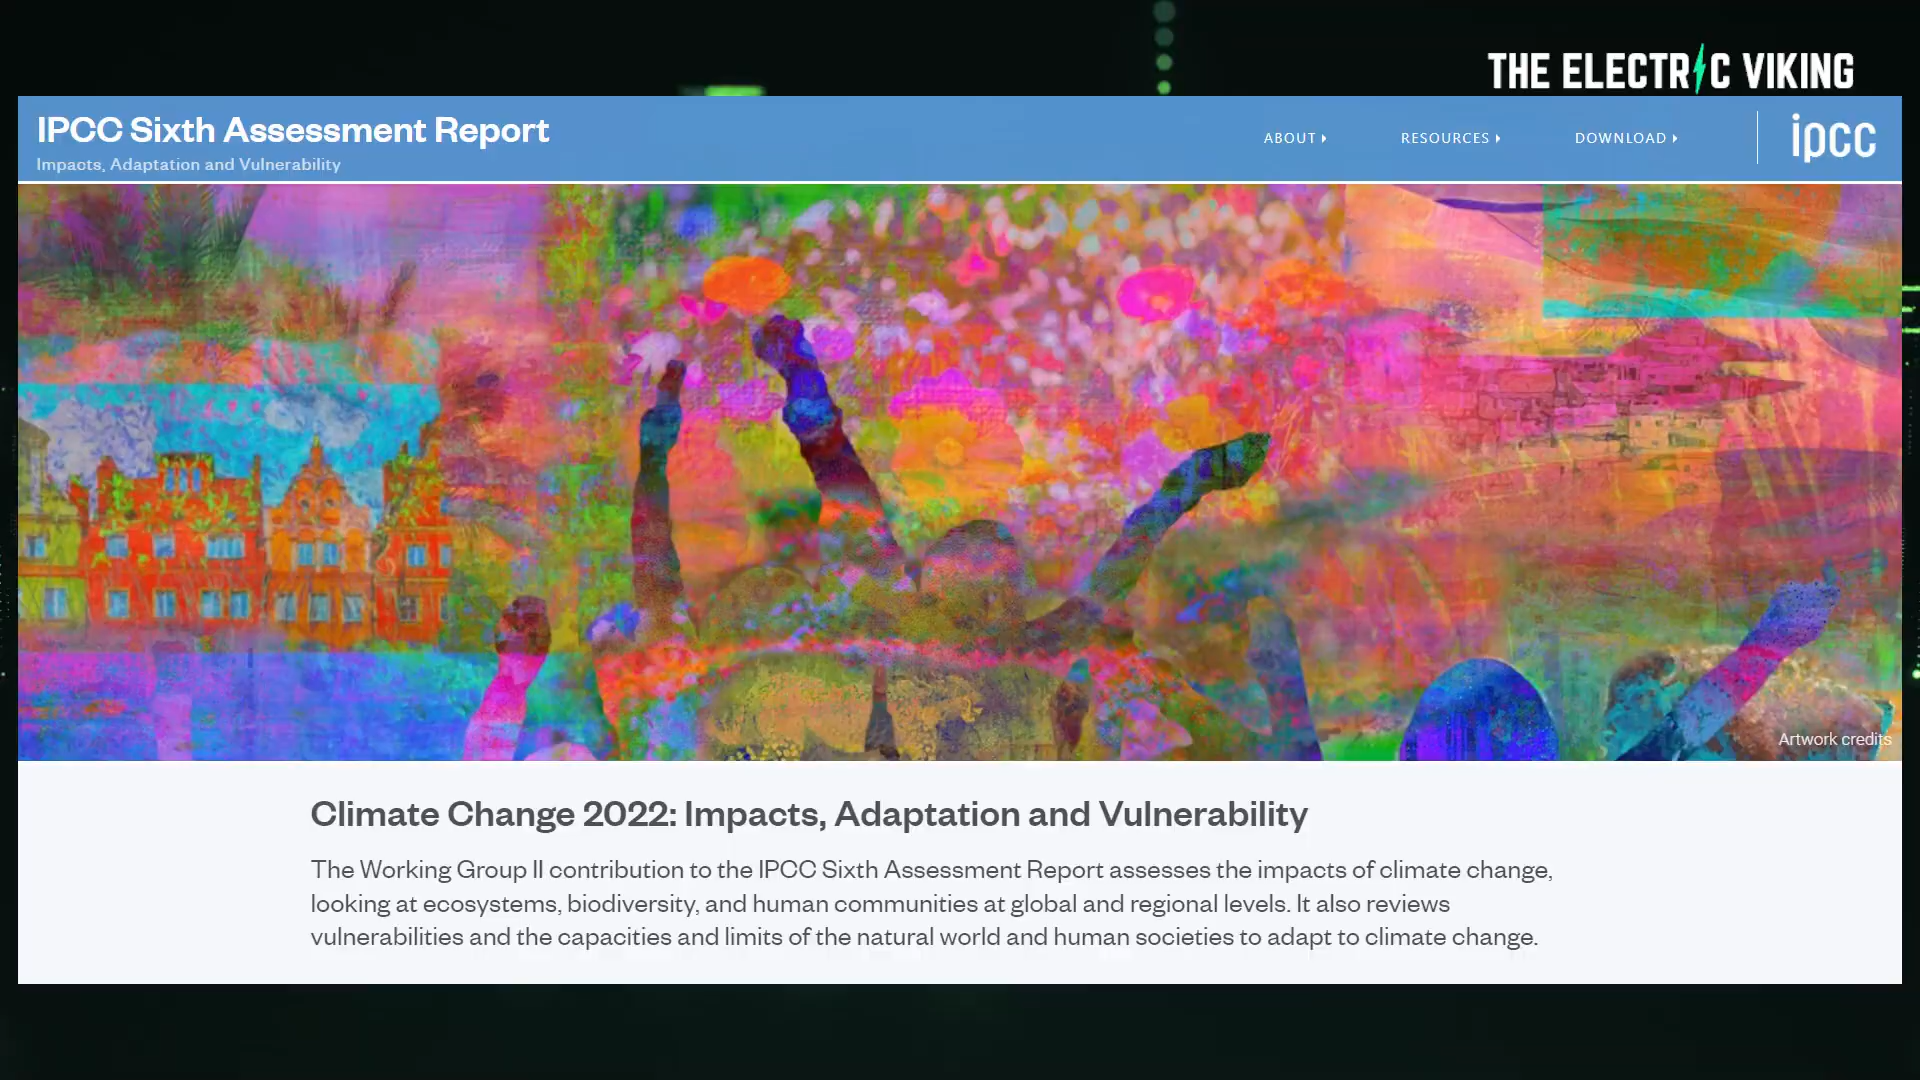 THE ELECTRIC VIKING
IPCC Sixth Assessment Report
Impacts, Adaptation and Vulnerability
ABOUT
RESOURCES
DOWNLOAD
ipcc
Artwork credits
Climate Change 2022: Impacts, Adaptation and Vulnerability
The Working Group II contribution to the IPCC Sixth Assessment Report assesses the impacts of climate change,
looking at ecosystems, biodiversity, and human communities at global and regional levels. It also reviews
vulnerabilities and the capacities and limits of the natural world and human societies to adapt to climate change.